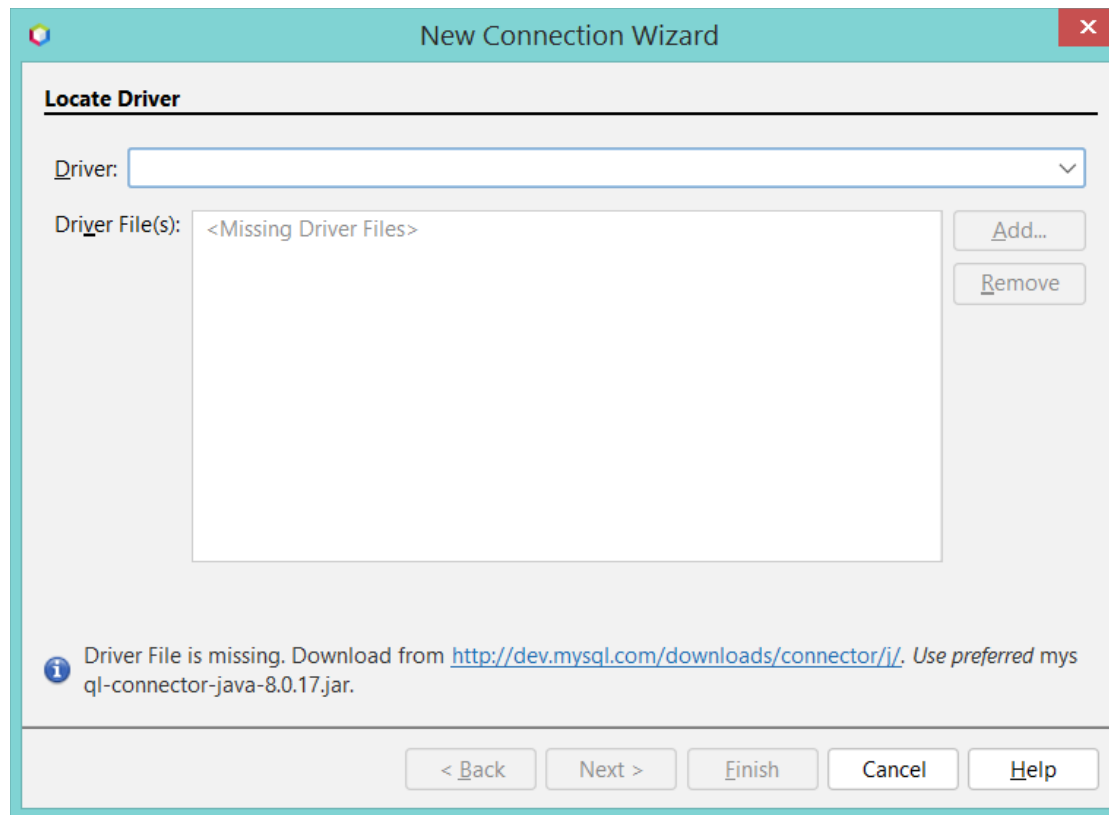 New Connection Wizard
Locate Driver
Driver:
Driver File(s):
<Missing Driver Files>
Add...
Remove
Driver File is missing. Download from http://dev.mysql.com/downloads/connector/j/. Use preferred mys
ql-connector-java-8.0.17.jar.
< Back
Next >
Finish
Cancel
Help